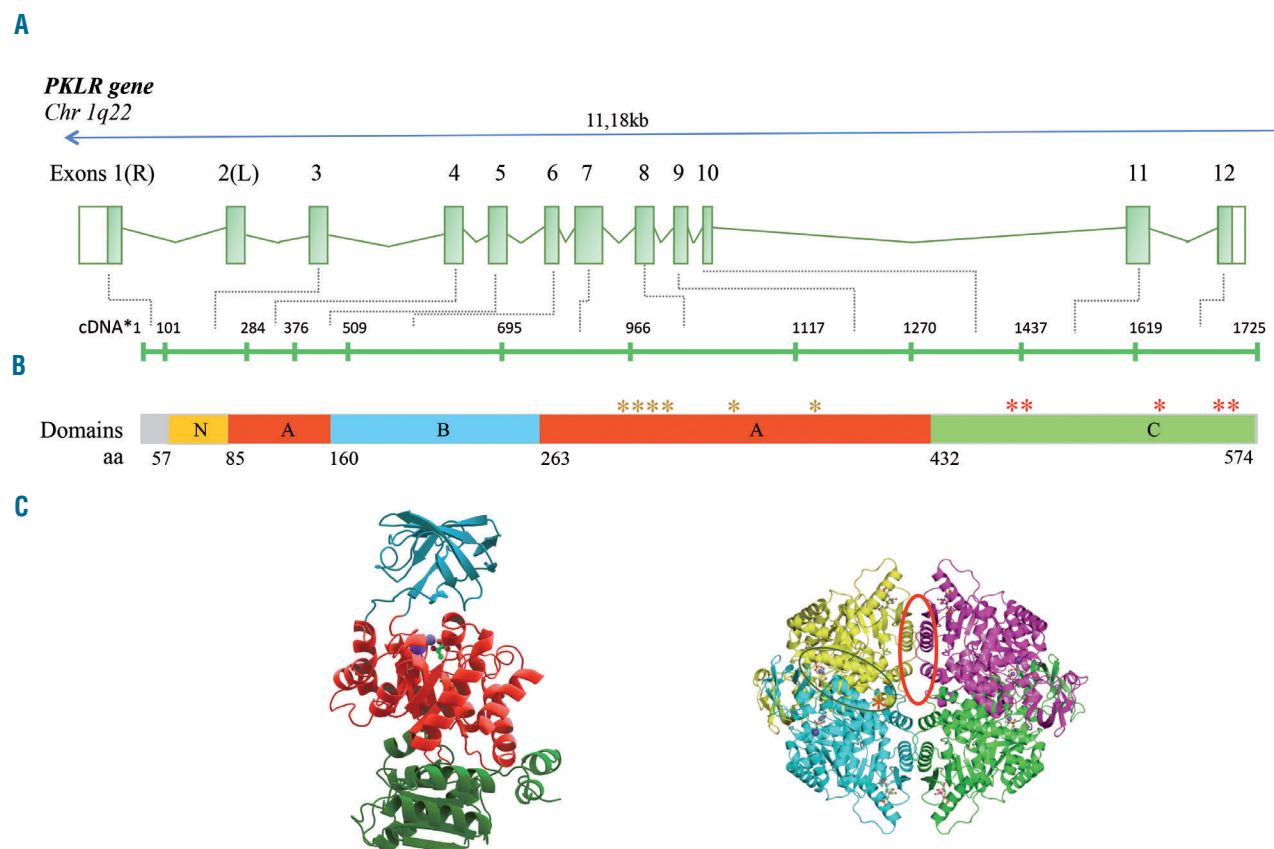 A
PKLR gene
Chr 1q22
11,18kb
Exons 1(R) 2(L) 3 4 5 6 7 8 9 10 11 12
cDNA*1 101 284 376 509 695 966 1117 1270 1437 1619 1725
B
**** * * ** * **
Domains N A B A C
aa 57 85 160 263 432 574
C
*